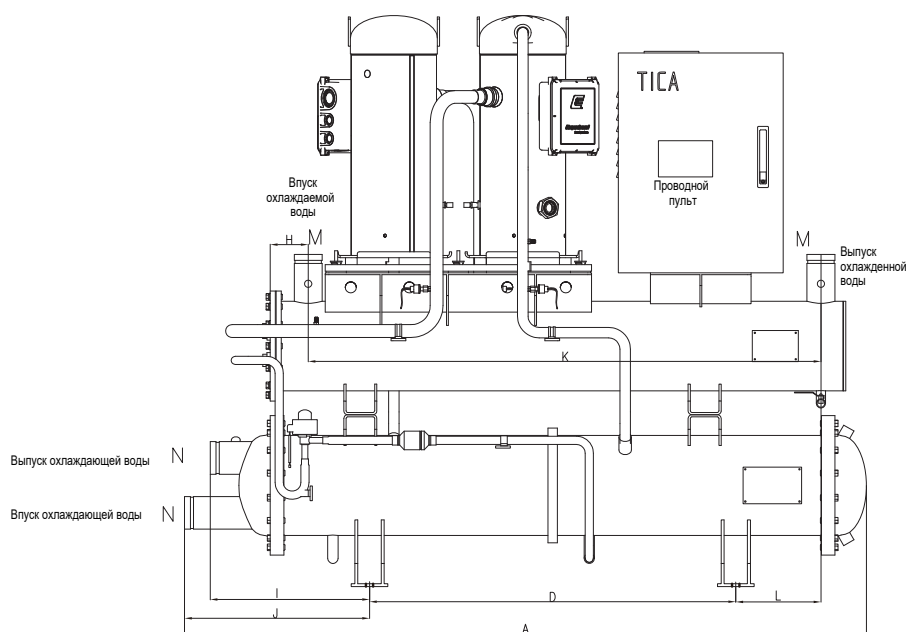 TICA
Проводной
пульт
Впуск
охлаждаемой
воды
H
M
M
Выпуск
охлажденной
воды
K
Выпуск охлаждающей воды
N
Впуск охлаждающей воды
N
I
D
L
J
A